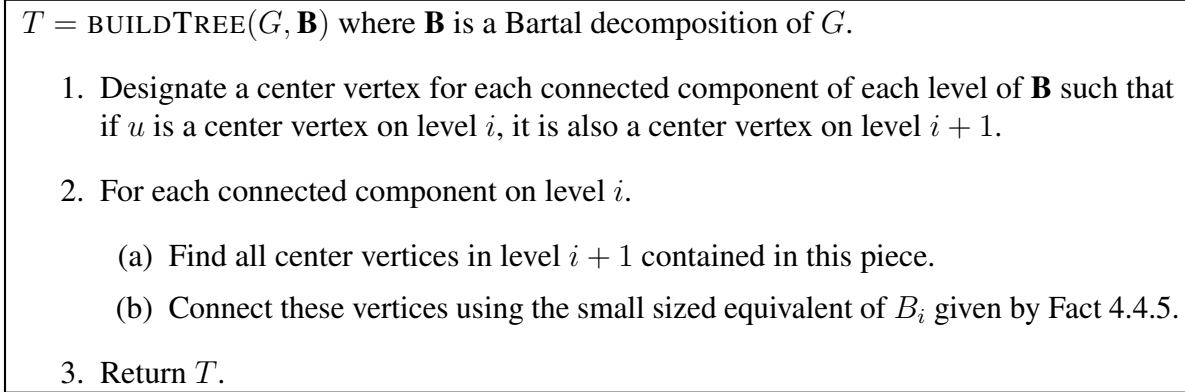 T = BUILDTREE(G, B) where B is a Bartal decomposition of G.
1. Designate a center vertex for each connected component of each level of B such that
if u is a center vertex on level i, it is also a center vertex on level i + 1.
2. For each connected component on level i.
(a) Find all center vertices in level i + 1 contained in this piece.
(b) Connect these vertices using the small sized equivalent of B_i given by Fact 4.4.5.
3. Return T.